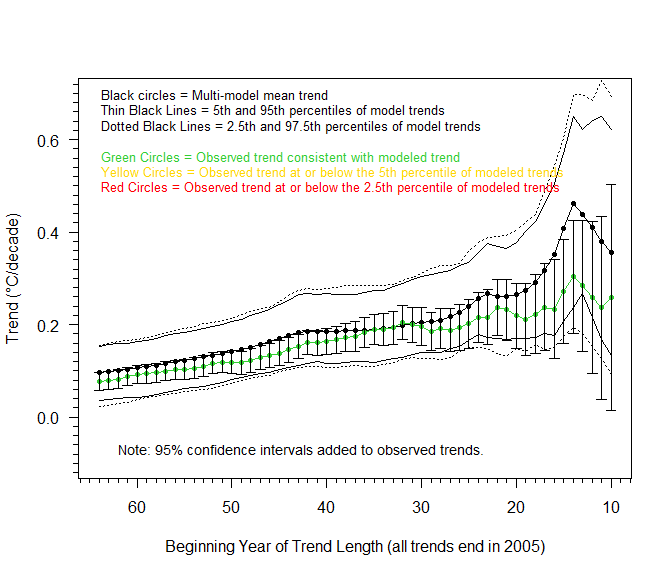 Black circles = Multi-model mean trend
Thin Black Lines = 5th and 95th percentiles of model trends
Dotted Black Lines = 2.5th and 97.5th percentiles of model trends
Green Circles = Observed trend consistent with modeled trend
Yellow Circles = Observed trend at or below the 5th percentile of modeled trends
Red Circles = Observed trend at or below the 2.5th percentile of modeled trends
0.6
0.4
0.2
0.0
Trend (°C/decade)
Note: 95% confidence intervals added to observed trends.
60 50 40 30 20 10
Beginning Year of Trend Length (all trends end in 2005)